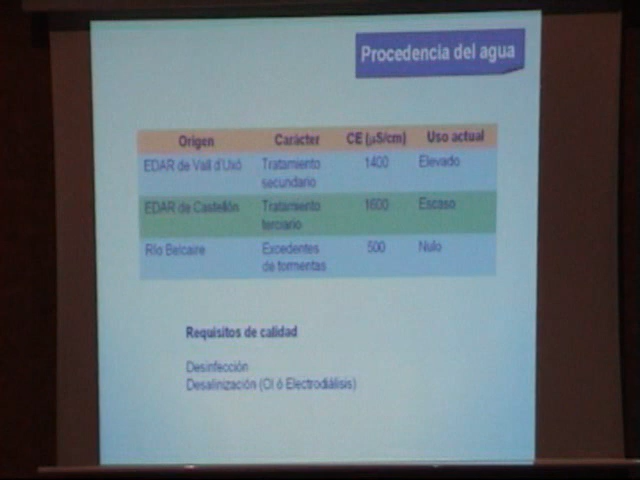 Procedencia del agua
Origen Carácter CE (µS/cm) Uso actual
EDAR de Vall d'Uxó Tratamiento secundario 1400 Elevado
EDAR de Castellón Tratamiento terciario 1600 Escaso
Río Belcaire Excedentes de tormentas 500 Nulo
Requisitos de calidad
Desinfección
Desalinización (OI ó Electrodiálisis)